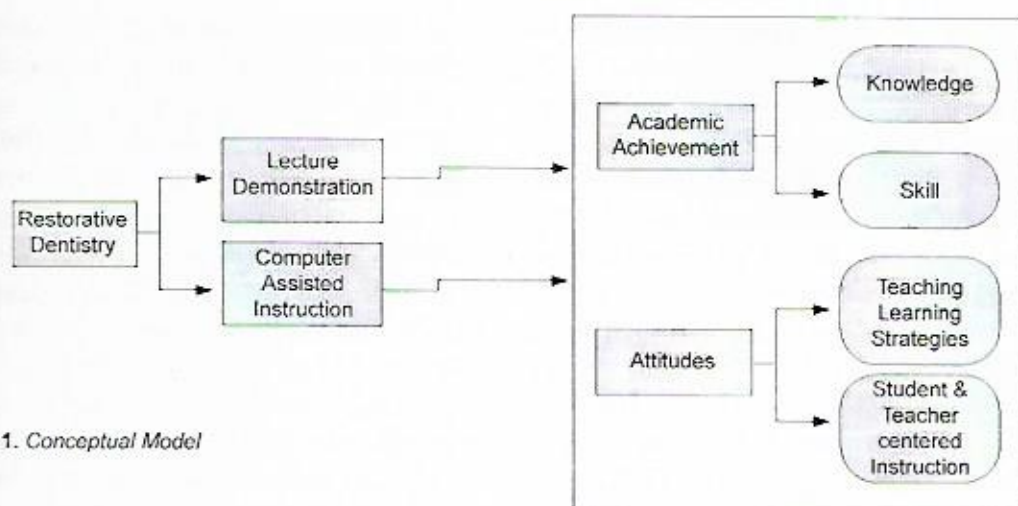 Restorative
Dentistry
Lecture
Demonstration
Computer
Assisted
Instruction
Academic
Achievement
Knowledge
Skill
Attitudes
Teaching
Learning
Strategies
Student &
Teacher
centered
Instruction
1. Conceptual Model